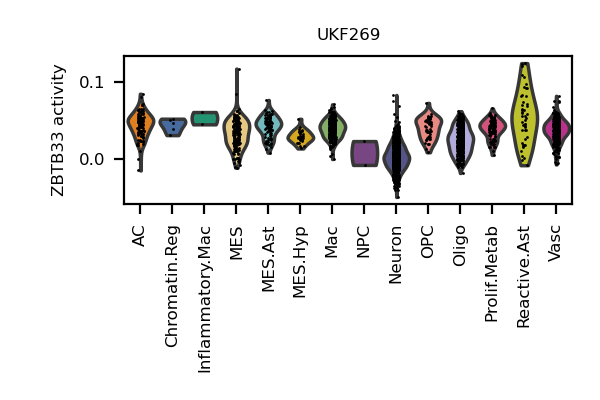 UKF269
ZBTB33 activity
0.1
0.0
AC
Chromatin.Reg
Inflammatory.Mac
MES
MES.Ast
MES.Hyp
Mac
NPC
Neuron
OPC
Oligo
Prolif.Metab
Reactive.Ast
Vasc